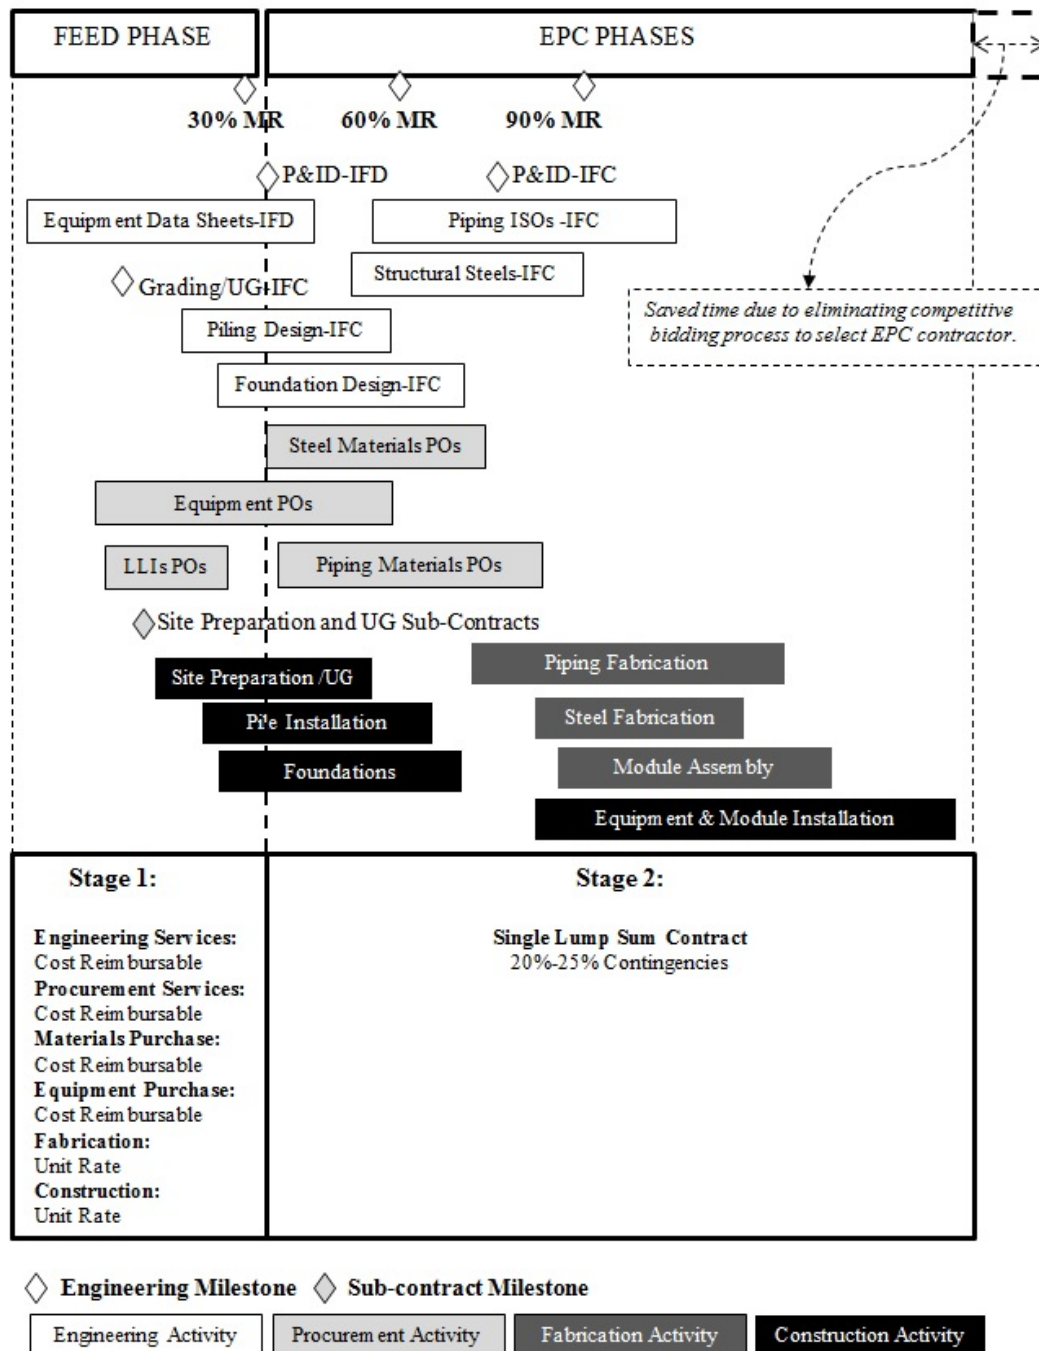 FEED PHASE
EPC PHASES
30% MR
60% MR
90% MR
P&ID-IFD
P&ID-IFC
Equipment Data Sheets-IFD
Piping ISOs -IFC
Structural Steels-IFC
Grading/UG-IFC
Saved time due to eliminating competitive
bidding process to select EPC contractor.
Piling Design-IFC
Foundation Design-IFC
Steel Materials POs
Equipment POs
LLIs POs
Piping Materials POs
Site Preparation and UG Sub-Contracts
Piping Fabrication
Site Preparation /UG
Steel Fabrication
Pile Installation
Module Assembly
Foundations
Equipment & Module Installation
Stage 1:
Engineering Services:
Cost Reimbursable
Procurement Services:
Cost Reimbursable
Materials Purchase:
Cost Reimbursable
Equipment Purchase:
Cost Reimbursable
Fabrication:
Unit Rate
Construction:
Unit Rate
Stage 2:
Single Lump Sum Contract
20%-25% Contingencies
Engineering Milestone
Sub-contract Milestone
Engineering Activity
Procurement Activity
Fabrication Activity
Construction Activity